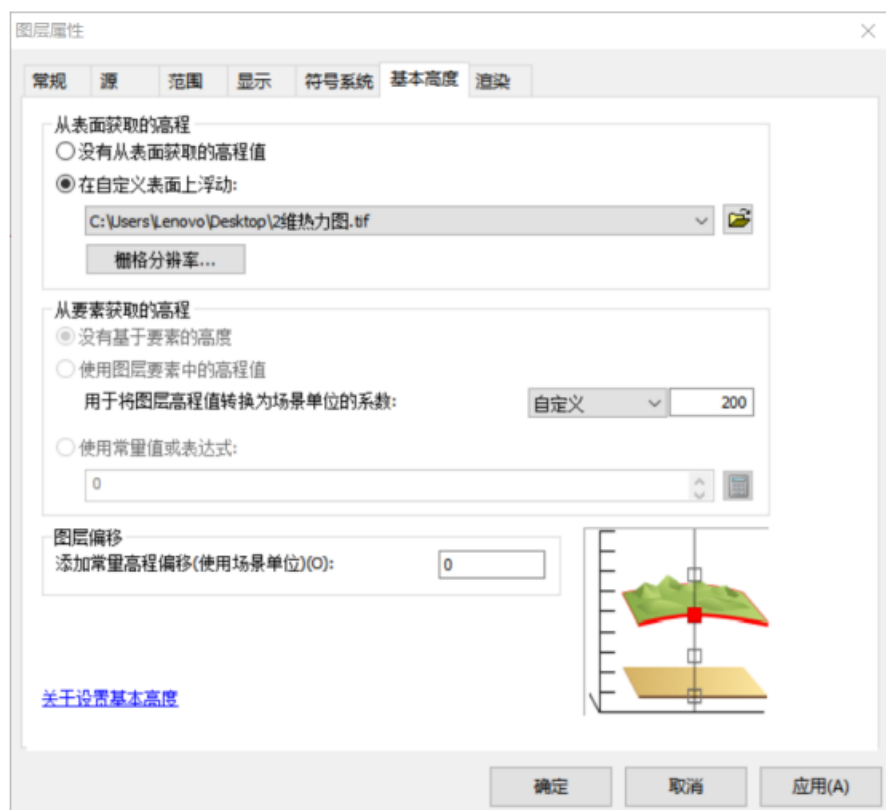 图层属性
常规 源 范围 显示 符号系统 基本高度 渲染
从表面获取的高程
没有从表面获取的高程值
在自定义表面上浮动:
C:\Users\Lenovo\Desktop\2维热力图.tif
栅格分辨率...
从要素获取的高程
没有基于要素的高度
使用图层要素中的高程值
用于将图层高程值转换为场景单位的系数: 自定义 200
使用常量值或表达式:
0
图层偏移
添加常量高程偏移(使用场景单位)(O): 0
关于设置基本高度
确定 取消 应用(A)